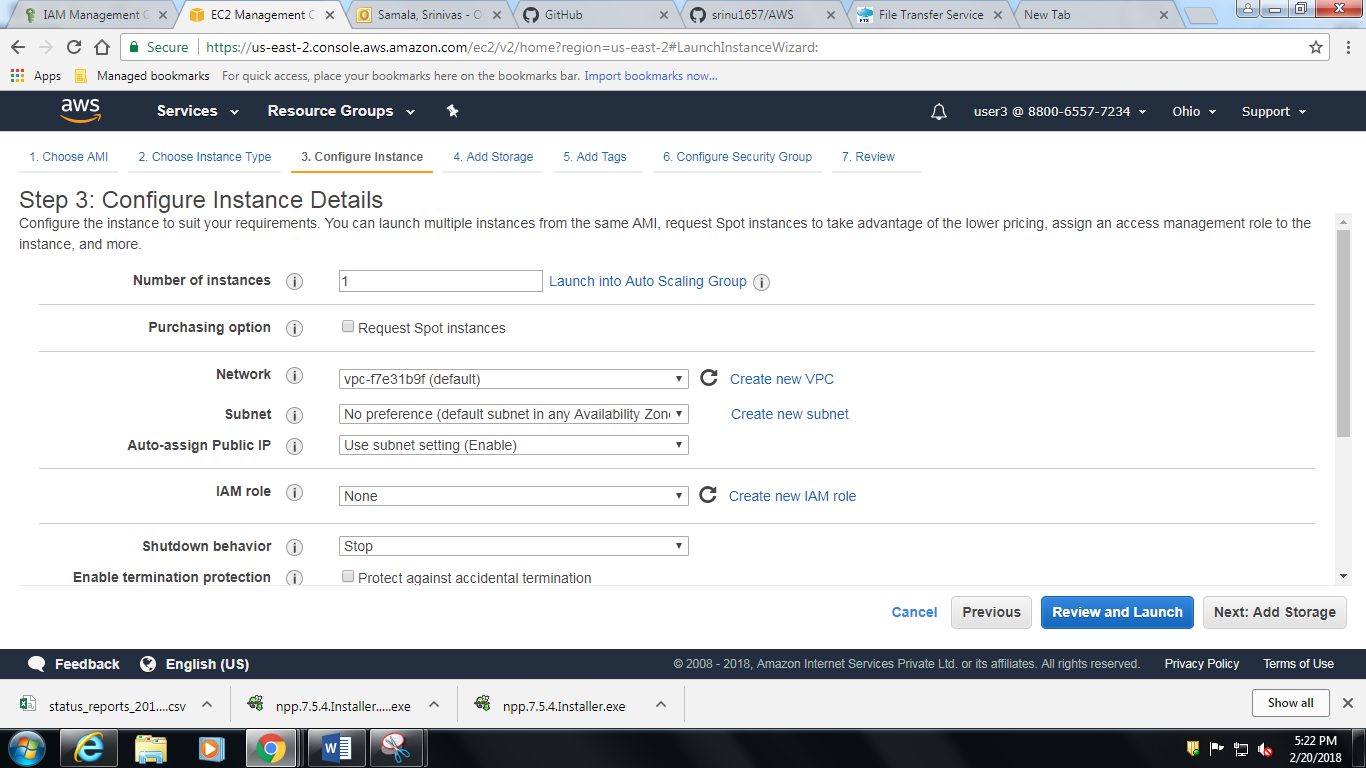 IAM Management C
EC2 Management C
Samala, Srinivas - O
GitHub
srinu1657/AWS
File Transfer Service
New Tab
Secure
https://us-east-2.console.aws.amazon.com/ec2/v2/home?region=us-east-2#LaunchInstanceWizard:
Apps
Managed bookmarks
For quick access, place your bookmarks here on the bookmarks bar. Import bookmarks now...
aws
Services
Resource Groups
user3 @ 8800-6557-7234
Ohio
Support
1. Choose AMI
2. Choose Instance Type
3. Configure Instance
4. Add Storage
5. Add Tags
6. Configure Security Group
7. Review
Step 3: Configure Instance Details
Configure the instance to suit your requirements. You can launch multiple instances from the same AMI, request Spot instances to take advantage of the lower pricing, assign an access management role to the
instance, and more.
Number of instances
1
Launch into Auto Scaling Group
Purchasing option
Request Spot instances
Network
vpc-f7e31b9f (default)
Create new VPC
Subnet
No preference (default subnet in any Availability Zon
Create new subnet
Auto-assign Public IP
Use subnet setting (Enable)
IAM role
None
Create new IAM role
Shutdown behavior
Stop
Enable termination protection
Protect against accidental termination
Cancel
Previous
Review and Launch
Next: Add Storage
Feedback
English (US)
© 2008 - 2018, Amazon Internet Services Private Ltd. or its affiliates. All rights reserved.
Privacy Policy
Terms of Use
status_reports_201....csv
npp.7.5.4.Installer.....exe
npp.7.5.4.Installer.exe
Show all
5:22 PM
2/20/2018